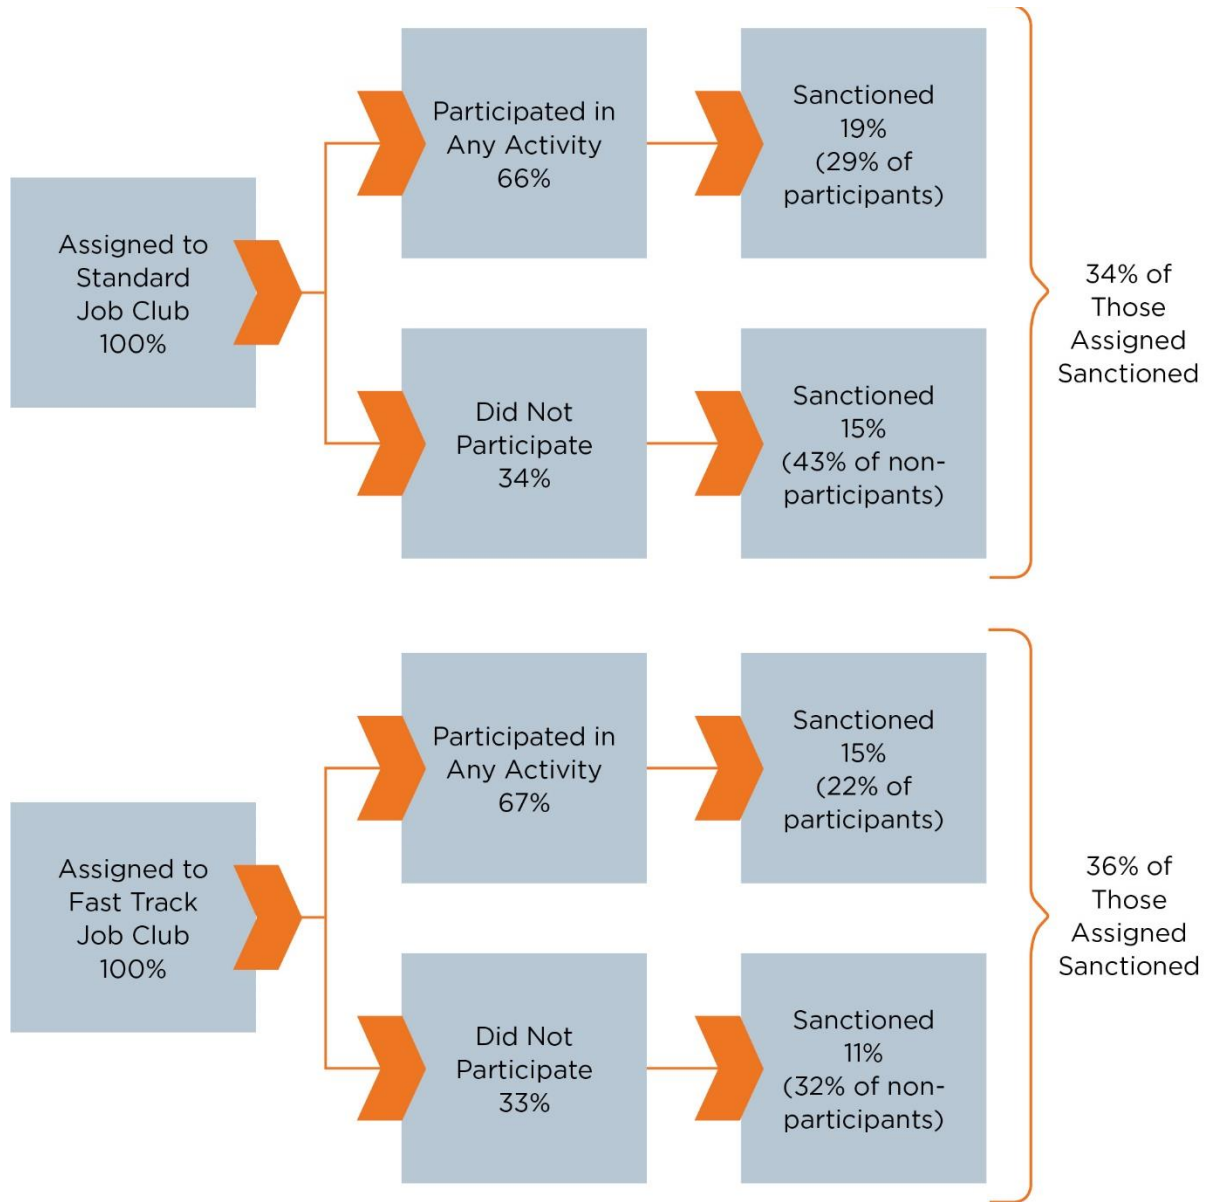 Assigned to
Standard
Job Club
100%
Participated in
Any Activity
66%
Sanctioned
19%
(29% of
participants)
Did Not
Participate
34%
Sanctioned
15%
(43% of non-
participants)
34% of
Those
Assigned
Sanctioned
Assigned to
Fast Track
Job Club
100%
Participated in
Any Activity
67%
Sanctioned
15%
(22% of
participants)
Did Not
Participate
33%
Sanctioned
11%
(32% of non-
participants)
36% of
Those
Assigned
Sanctioned